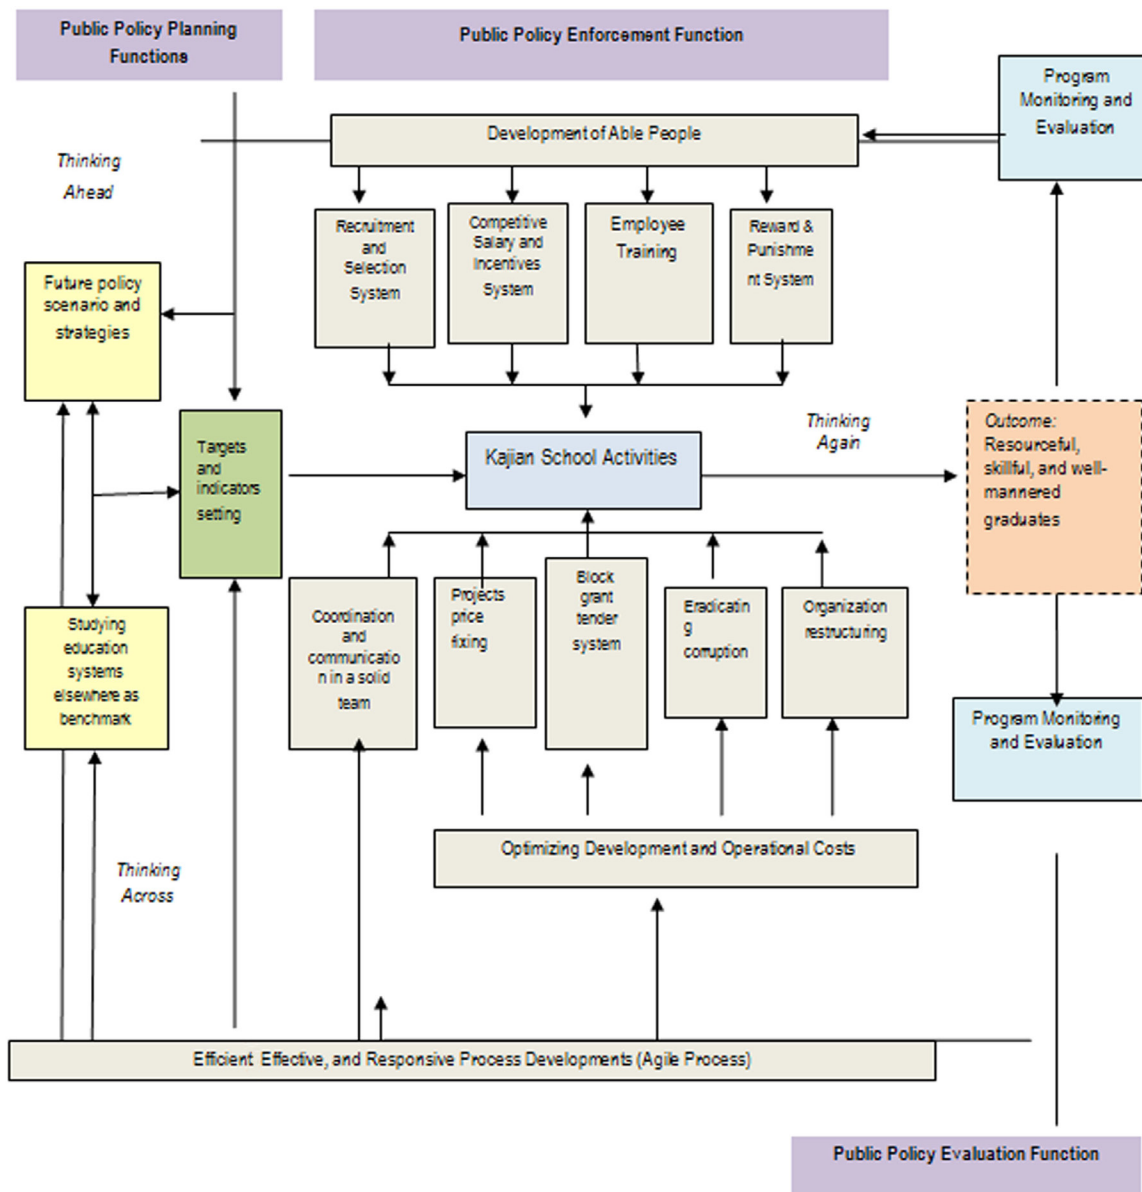 Public Policy Planning
Functions
Public Policy Enforcement Function
Program
Monitoring and
Evaluation
Development of Able People
Thinking
Ahead
Recruitment
and
Selection
System
Competitive
Salary and
Incentives
System
Employee
Training
Reward &
Punishme
nt System
Future policy
scenario and
strategies
Targets
and
indicators
setting
Kajian School Activities
Thinking
Again
Outcome:
Resourceful,
skillful, and well-
mannered
graduates
Studying
education
systems
elsewhere as
benchmark
Coordination
and
communicatio
n in a solid
team
Projects
price
fixing
Block
grant
tender
system
Eradicatin
g
corruption
Organization
restructuring
Program Monitoring
and Evaluation
Optimizing Development and Operational Costs
Thinking
Across
Efficient. Effective, and Responsive Process Developments (Agile Process)
Public Policy Evaluation Function